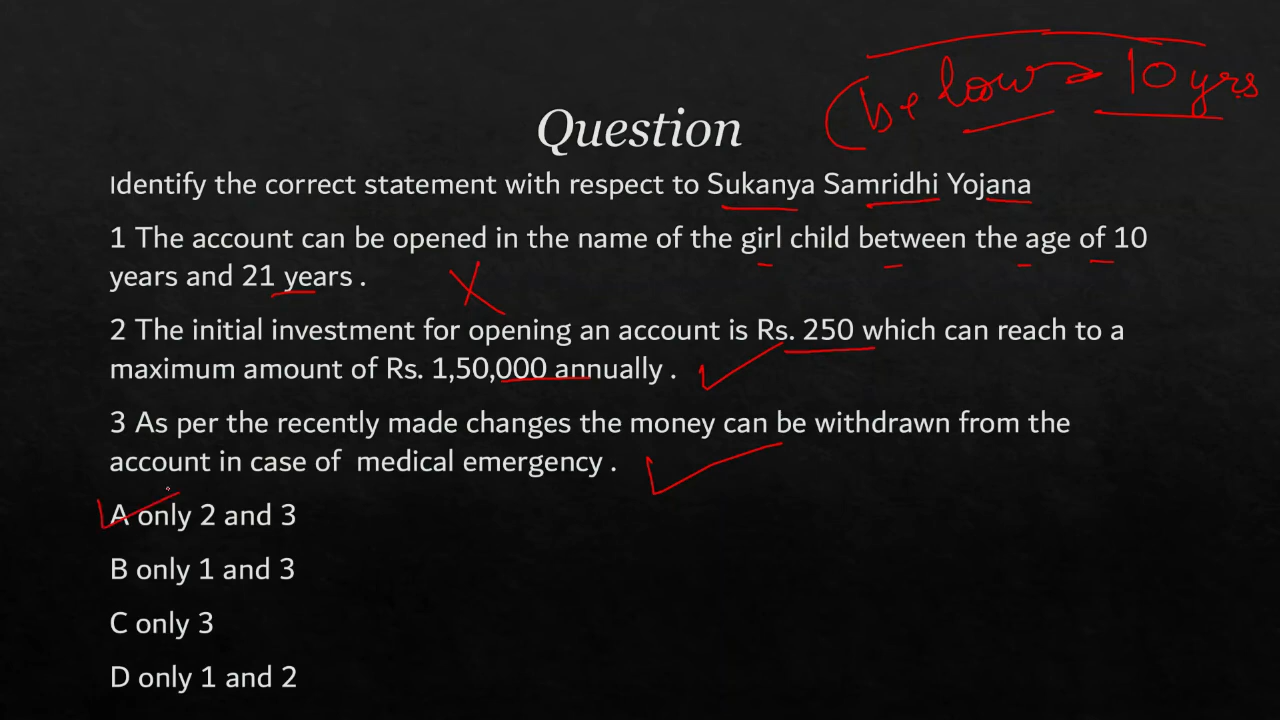 below 10 yrs
Question
Identify the correct statement with respect to Sukanya Samridhi Yojana
1 The account can be opened in the name of the girl child between the age of 10
years and 21 years .
2 The initial investment for opening an account is Rs. 250 which can reach to a
maximum amount of Rs. 1,50,000 annually .
3 As per the recently made changes the money can be withdrawn from the
account in case of medical emergency .
A only 2 and 3
B only 1 and 3
C only 3
D only 1 and 2